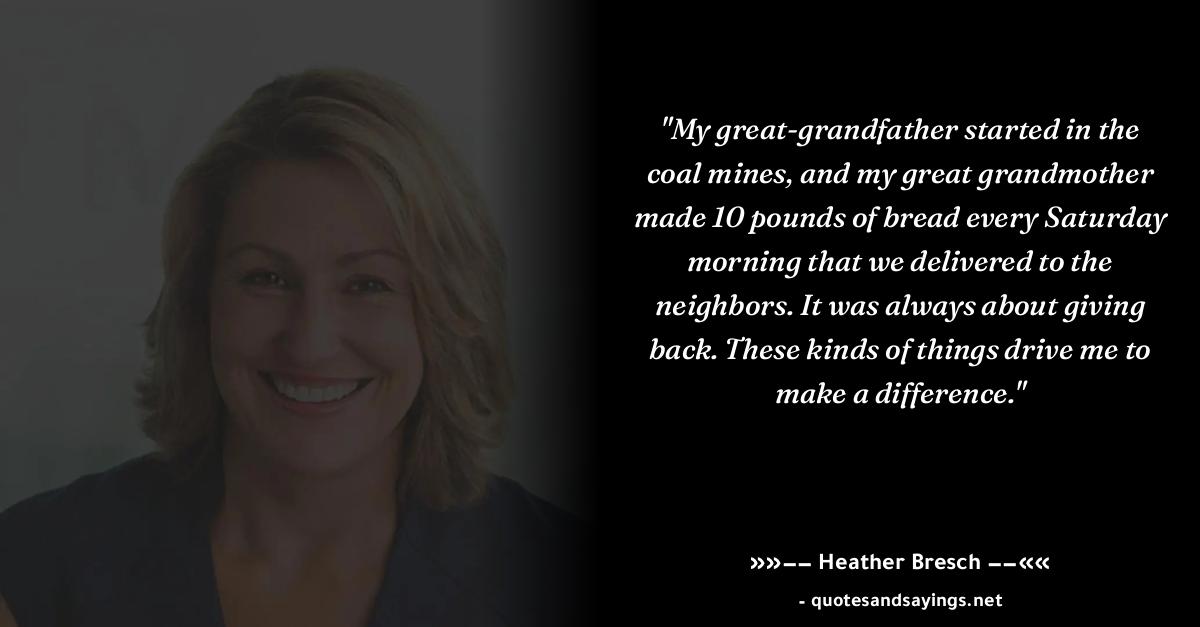 "My great-grandfather started in the
coal mines, and my great grandmother
made 10 pounds of bread every Saturday
morning that we delivered to the
neighbors. It was always about giving
back. These kinds of things drive me to
make a difference."
»»−− Heather Bresch −−««
- quotesandsayings.net